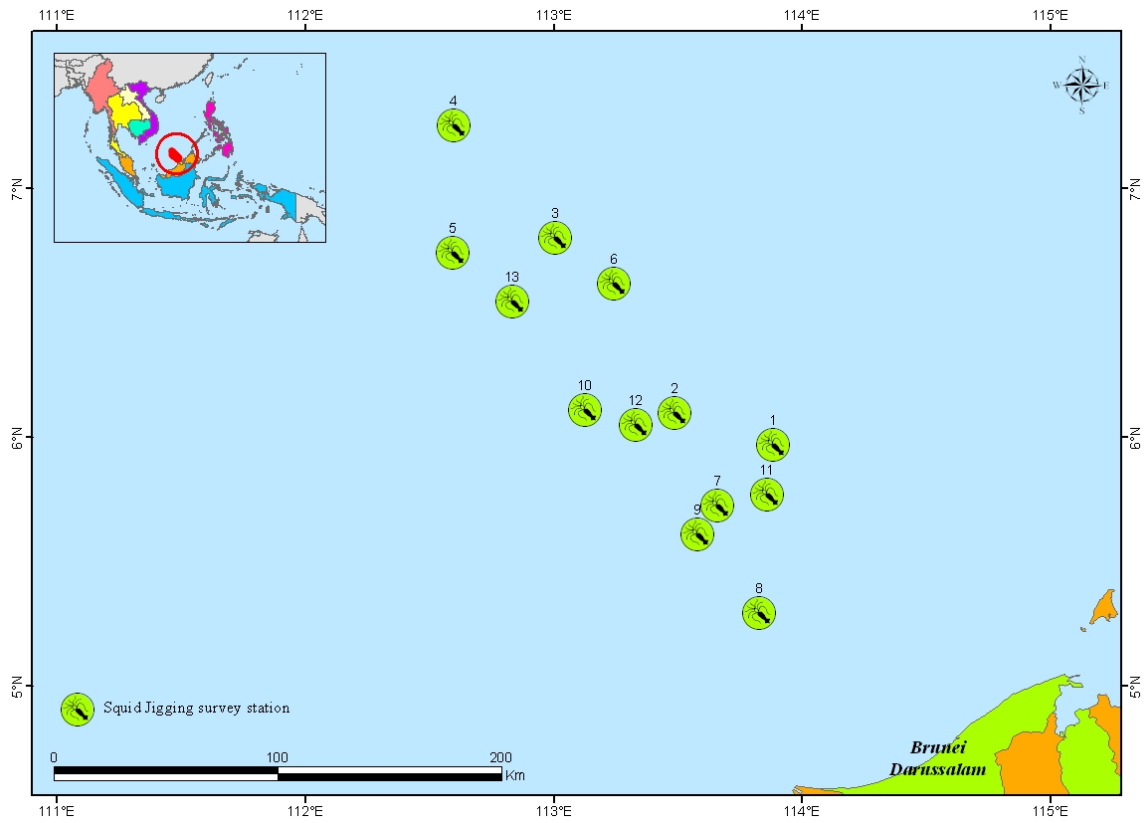 111°E 112°E 113°E 114°E 115°E
N
W E
S
4
7°N 7°N
3
5
6
13
10
2
12
6°N 6°N
1
11
7
9
8
5°N 5°N
Squid Jigging survey station
0 100 200
Km
Brunei
Darussalam
111°E 112°E 113°E 114°E 115°E